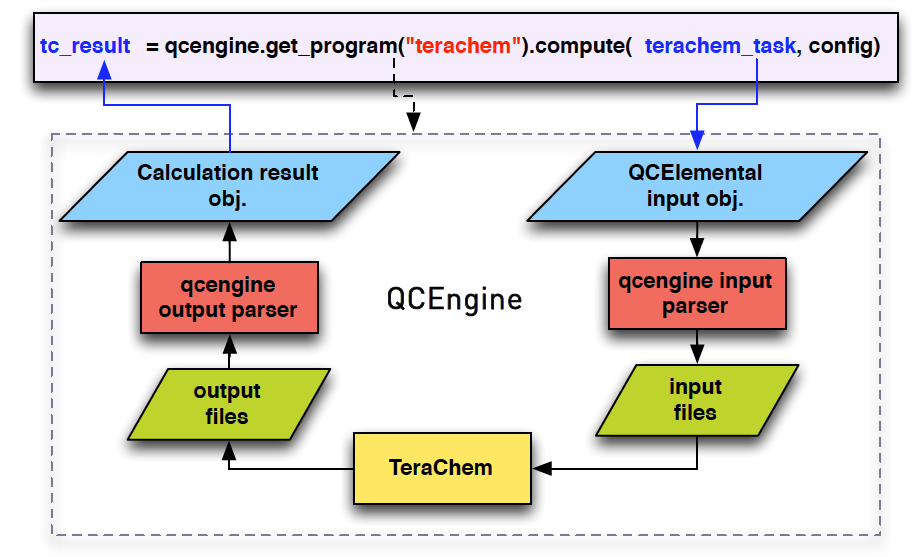 tc_result = qcengine.get_program("terachem").compute( terachem_task, config)
Calculation result
obj.
QCElemental
input obj.
qcengine
output parser
QCEngine
qcengine input
parser
output
files
input
files
TeraChem